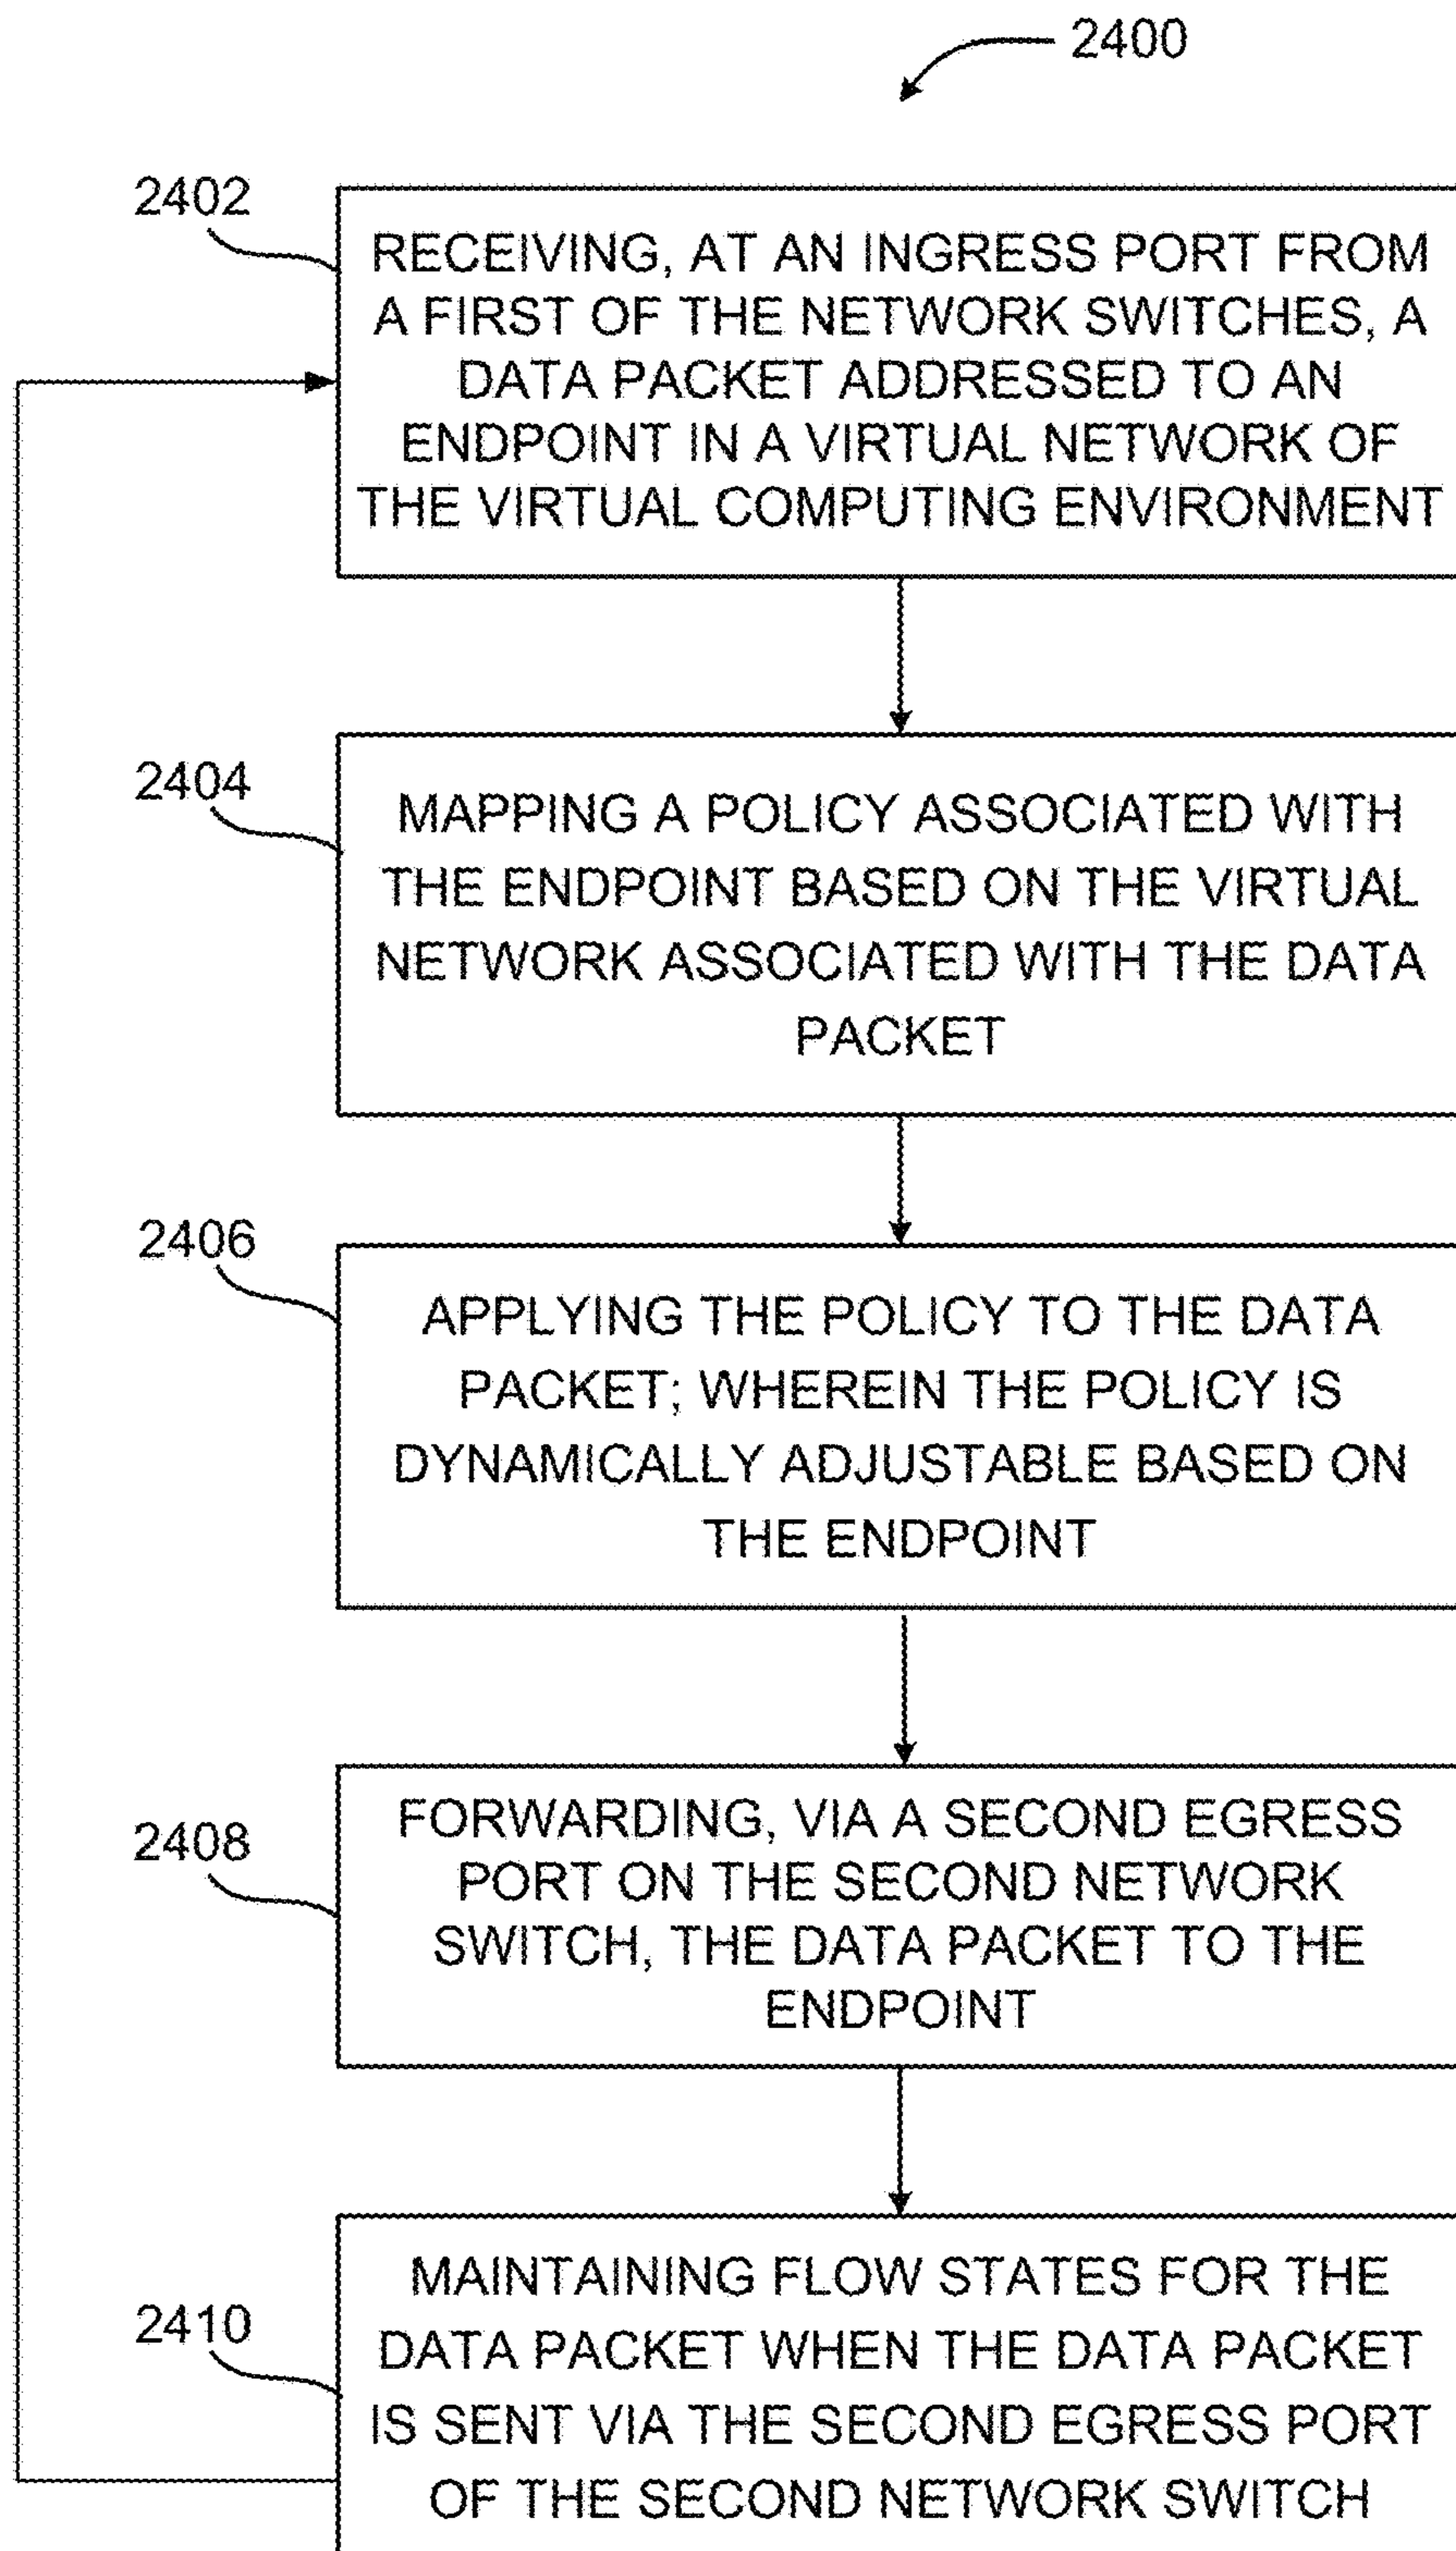 2400
2402
RECEIVING, AT AN INGRESS PORT FROM
A FIRST OF THE NETWORK SWITCHES, A
DATA PACKET ADDRESSED TO AN
ENDPOINT IN A VIRTUAL NETWORK OF
THE VIRTUAL COMPUTING ENVIRONMENT
2404
MAPPING A POLICY ASSOCIATED WITH
THE ENDPOINT BASED ON THE VIRTUAL
NETWORK ASSOCIATED WITH THE DATA
PACKET
2406
APPLYING THE POLICY TO THE DATA
PACKET; WHEREIN THE POLICY IS
DYNAMICALLY ADJUSTABLE BASED ON
THE ENDPOINT
2408
FORWARDING, VIA A SECOND EGRESS
PORT ON THE SECOND NETWORK
SWITCH, THE DATA PACKET TO THE
ENDPOINT
2410
MAINTAINING FLOW STATES FOR THE
DATA PACKET WHEN THE DATA PACKET
IS SENT VIA THE SECOND EGRESS PORT
OF THE SECOND NETWORK SWITCH